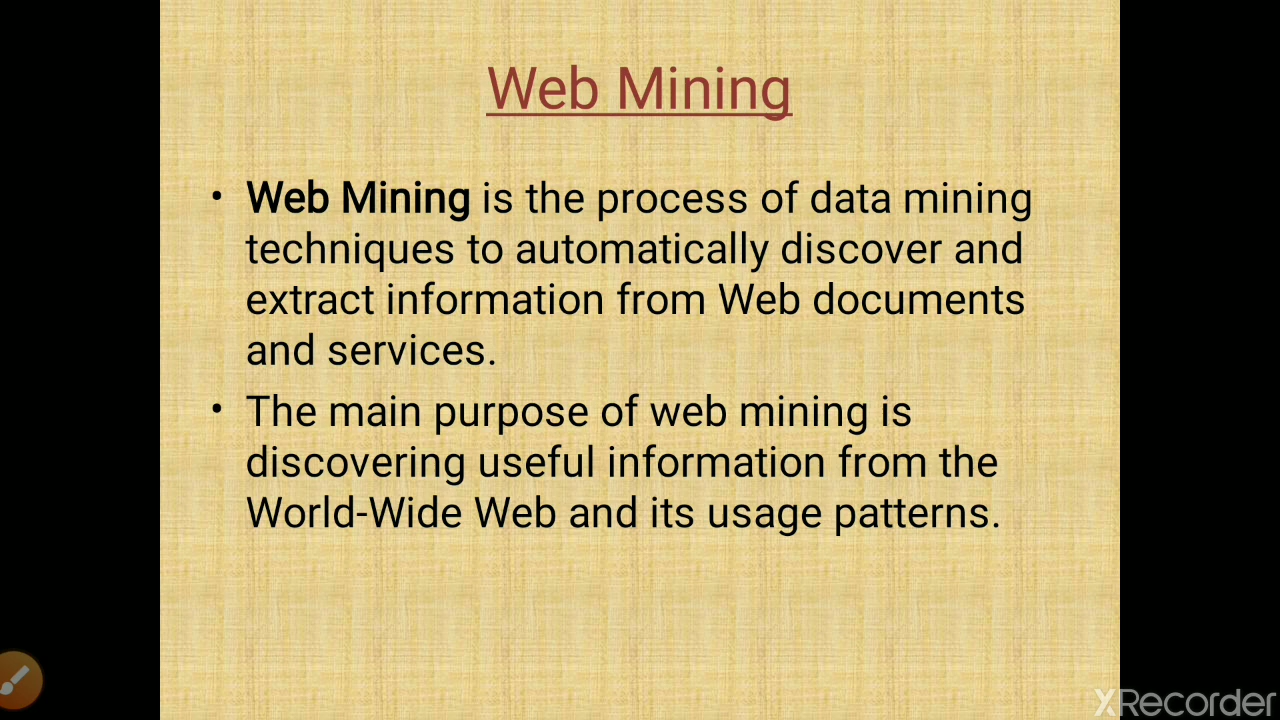 Web Mining
• Web Mining is the process of data mining
techniques to automatically discover and
extract information from Web documents
and services.
• The main purpose of web mining is
discovering useful information from the
World-Wide Web and its usage patterns.
XRecorder